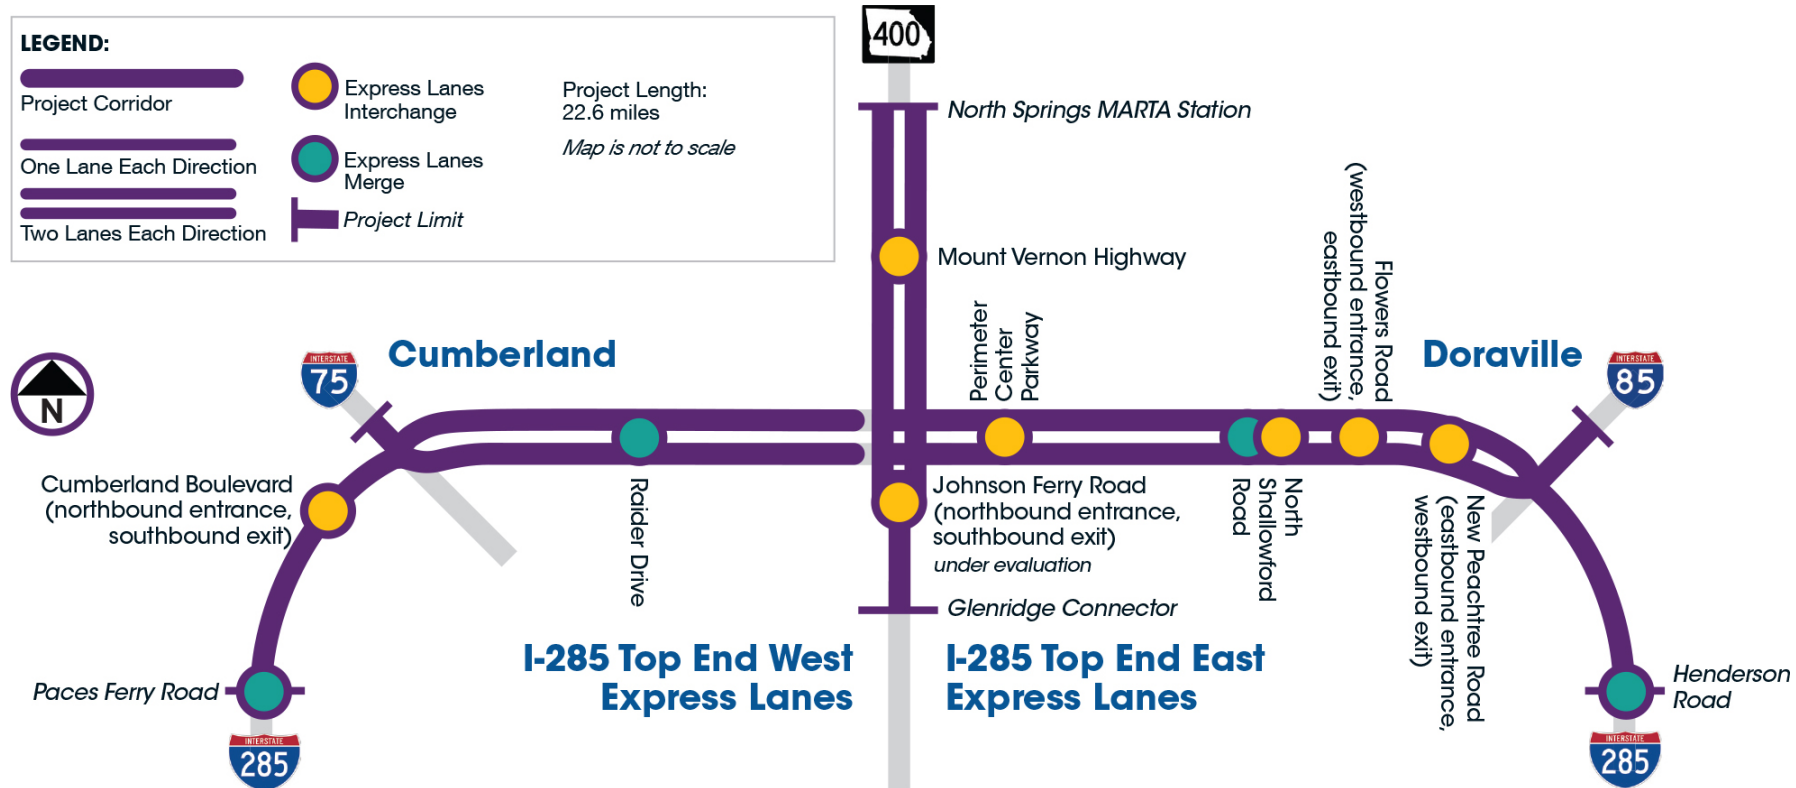 LEGEND:
Project Corridor
One Lane Each Direction
Two Lanes Each Direction
Express Lanes
Interchange
Express Lanes
Merge
Project Limit
Project Length:
22.6 miles
Map is not to scale
400
North Springs MARTA Station
Mount Vernon Highway
Perimeter
Center
Parkway
Flowers Road
(westbound entrance,
eastbound exit)
INTERSTATE
75
Cumberland
Doraville
INTERSTATE
85
N
Cumberland Boulevard
(northbound entrance,
southbound exit)
Raider Drive
Johnson Ferry Road
(northbound entrance,
southbound exit)
under evaluation
North
Shallowford
Road
New Peachtree Road
(eastbound entrance,
westbound exit)
Glenridge Connector
I-285 Top End West
Express Lanes
I-285 Top End East
Express Lanes
Paces Ferry Road
INTERSTATE
285
Henderson
Road
INTERSTATE
285